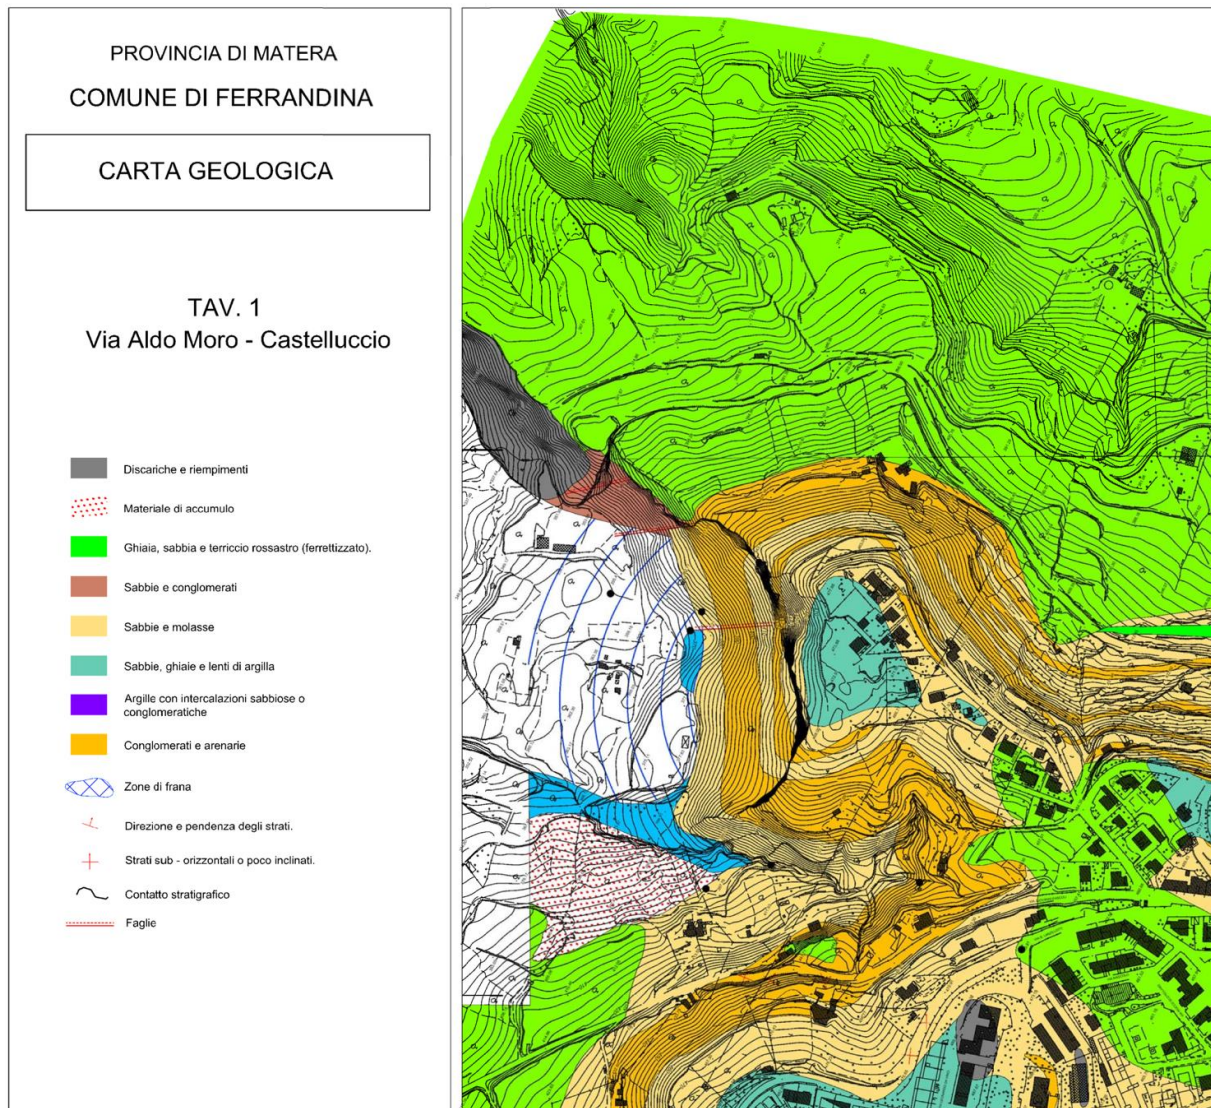 PROVINCIA DI MATERA
COMUNE DI FERRANDINA
CARTA GEOLOGICA
TAV. 1
Via Aldo Moro - Castelluccio
Discariche e riempimenti
Materiale di accumulo
Ghiaia, sabbia e terriccio rossastro (ferrettizzato).
Sabbie e conglomerati
Sabbie e molasse
Sabbie, ghiaie e lenti di argilla
Argille con intercalazioni sabbiose o
conglomeratiche
Conglomerati e arenarie
Zone di frana
Direzione e pendenza degli strati.
Strati sub - orizzontali o poco inclinati.
Contatto stratigrafico
Faglie